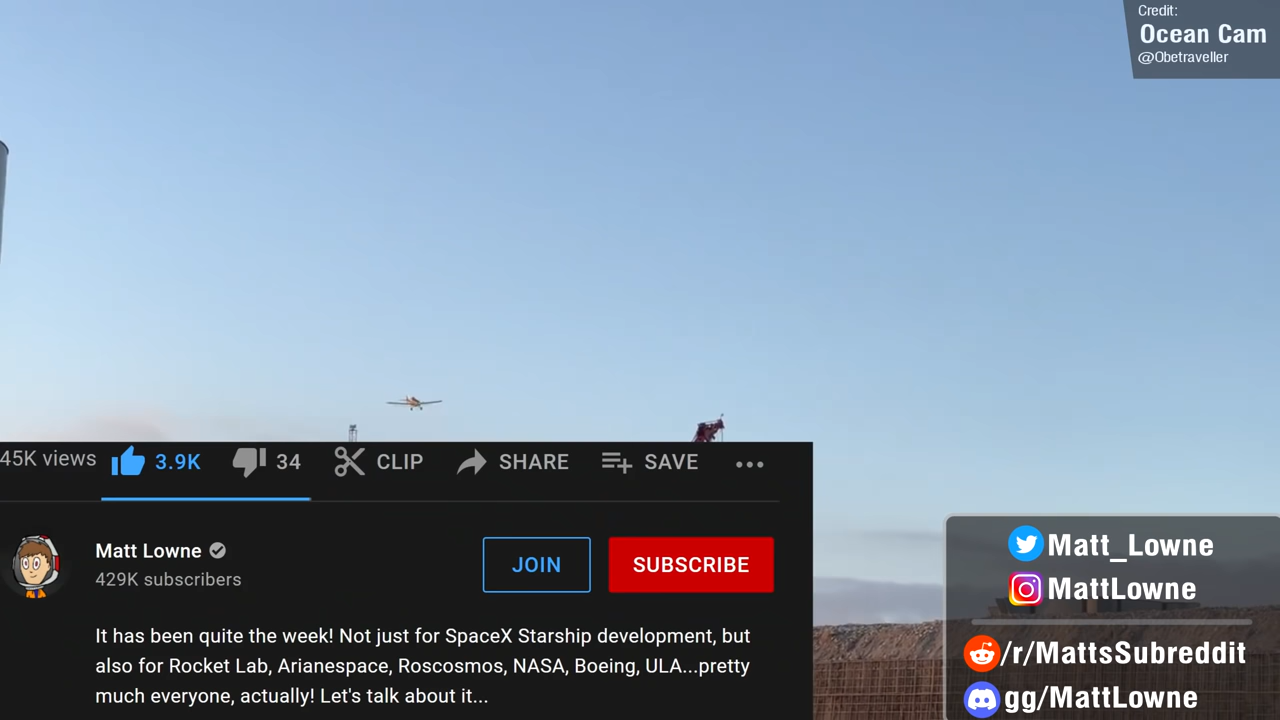 Credit:
Ocean Cam
@Obetraveller
45K views 3.9K 34 CLIP SHARE SAVE
Matt Lowne
429K subscribers
JOIN
SUBSCRIBE
It has been quite the week! Not just for SpaceX Starship development, but
also for Rocket Lab, Arianespace, Roscosmos, NASA, Boeing, ULA...pretty
much everyone, actually! Let's talk about it...
Matt_Lowne
MattLowne
/r/MattsSubreddit
gg/MattLowne